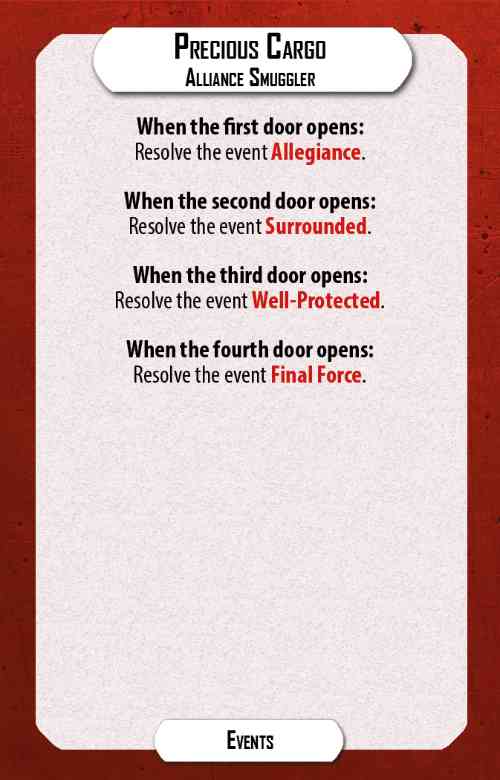 Precious Cargo
Alliance Smuggler
When the first door opens:
Resolve the event Allegiance.
When the second door opens:
Resolve the event Surrounded.
When the third door opens:
Resolve the event Well-Protected.
When the fourth door opens:
Resolve the event Final Force.
Events